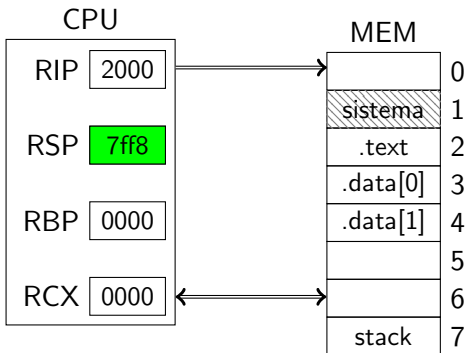 CPU
MEM
RIP 2000
0
sistema 1
RSP 7ff8
.text 2
.data[0] 3
RBP 0000
.data[1] 4
5
RCX 0000
6
stack 7